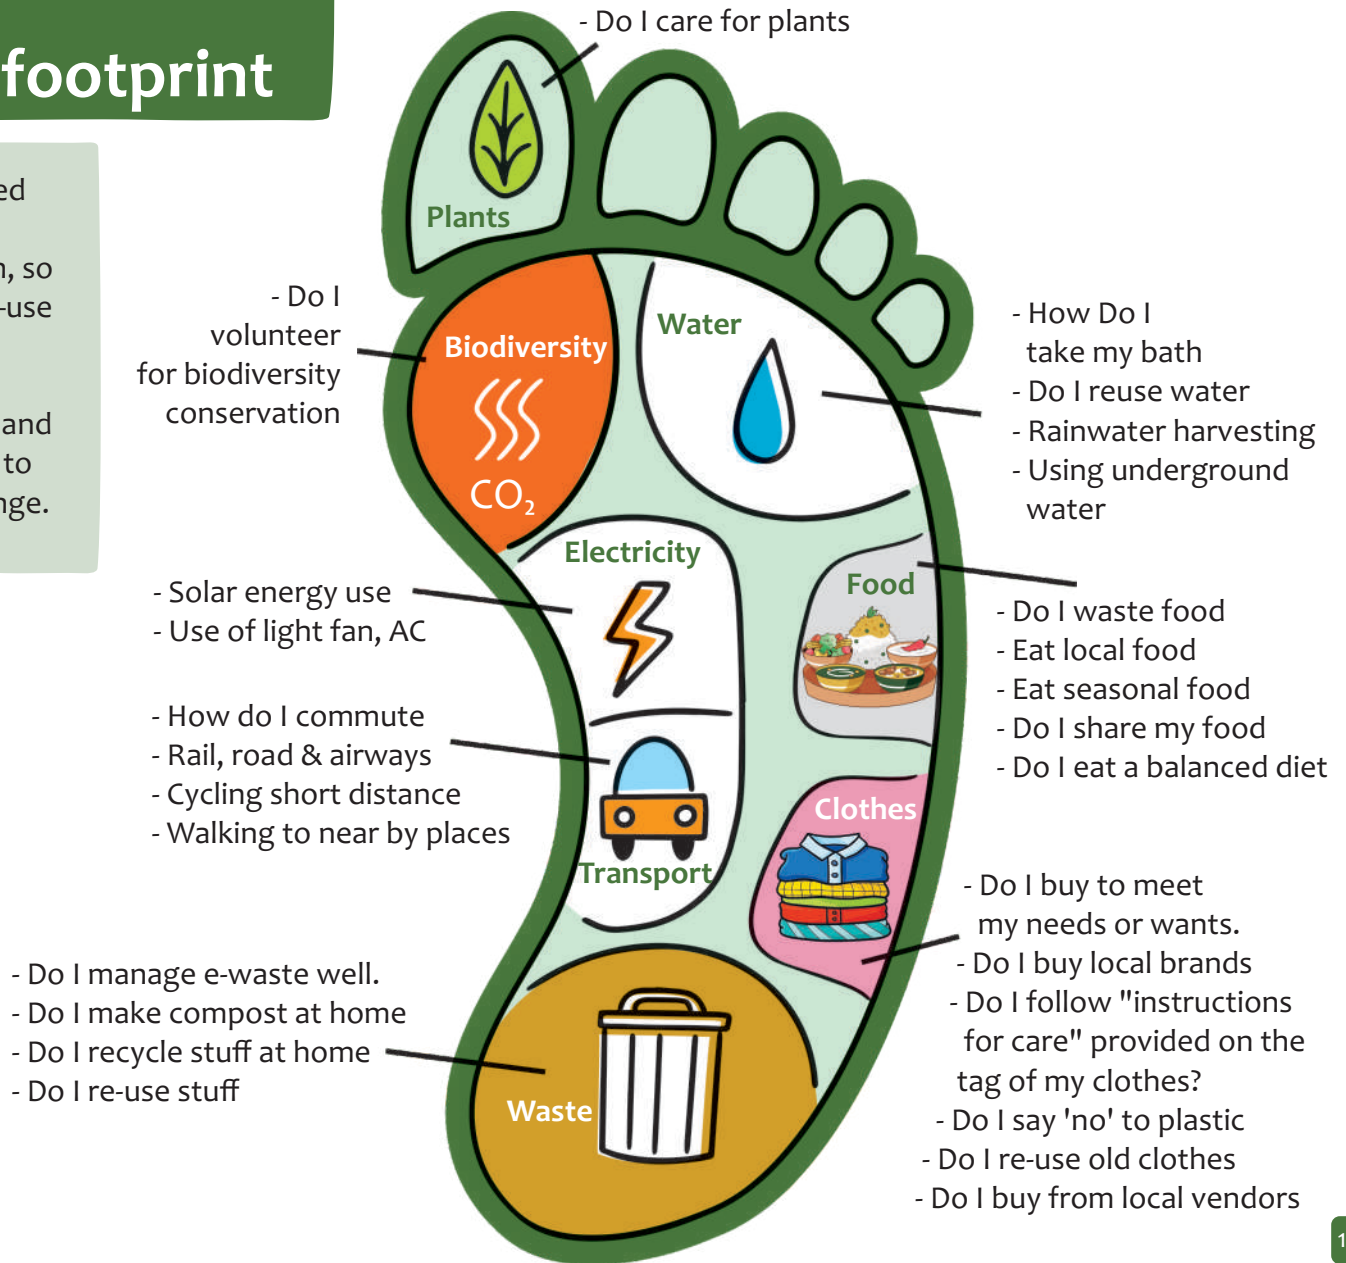 - Do I care for plants
footprint
ed
n, so
-use
and
to
nge.
Plants
- Do I
volunteer
for biodiversity
conservation
Biodiversity
CO₂
Water
- How Do I
take my bath
- Do I reuse water
- Rainwater harvesting
- Using underground
water
Electricity
- Solar energy use
- Use of light fan, AC
Food
- Do I waste food
- Eat local food
- Eat seasonal food
- Do I share my food
- Do I eat a balanced diet
- How do I commute
- Rail, road & airways
- Cycling short distance
- Walking to near by places
Transport
Clothes
- Do I buy to meet
my needs or wants.
- Do I buy local brands
- Do I follow "instructions
for care" provided on the
tag of my clothes?
- Do I say 'no' to plastic
- Do I re-use old clothes
- Do I buy from local vendors
- Do I manage e-waste well.
- Do I make compost at home
- Do I recycle stuff at home
- Do I re-use stuff
Waste
1